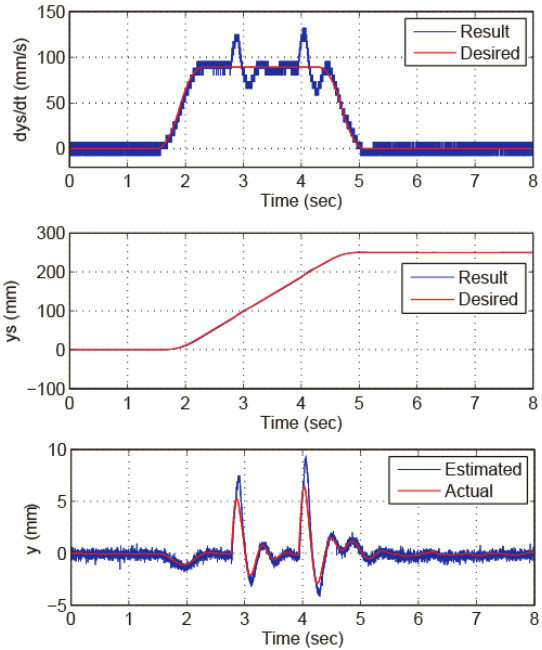 150
100
50
0
dys/dt (mm/s)
Result
Desired
0 1 2 3 4 5 6 7 8
Time (sec)
300
200
100
0
−100
ys (mm)
Result
Desired
0 1 2 3 4 5 6 7 8
Time (sec)
10
5
0
−5
y (mm)
Estimated
Actual
0 1 2 3 4 5 6 7 8
Time (sec)